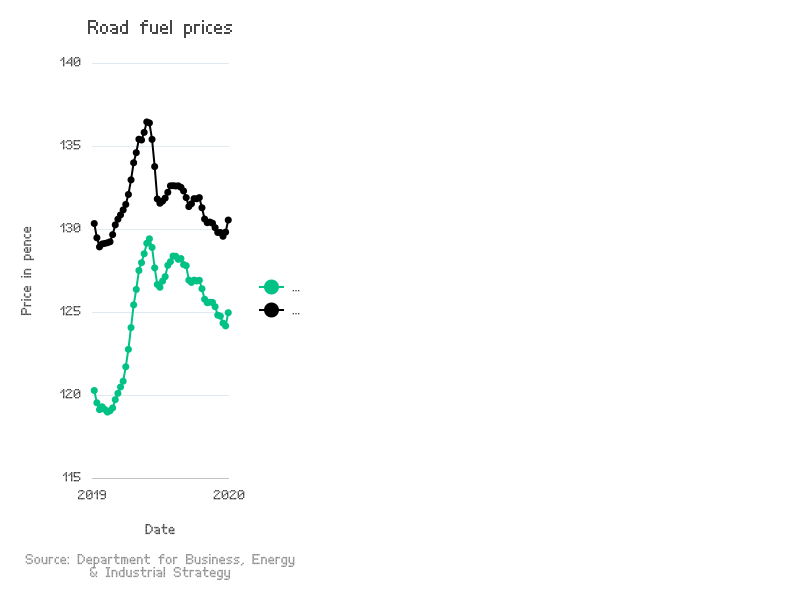 Road fuel prices
140
135
130
125
120
115
Price in pence
2019 2020
Date
...
...
Source: Department for Business, Energy
& Industrial Strategy